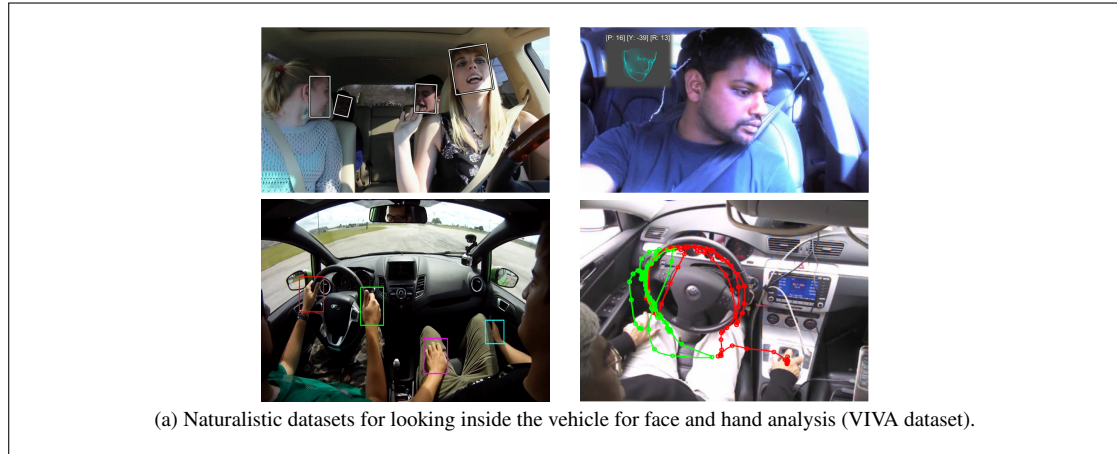 [P: 16] [Y: -39] [R: 13]
(a) Naturalistic datasets for looking inside the vehicle for face and hand analysis (VIVA dataset).